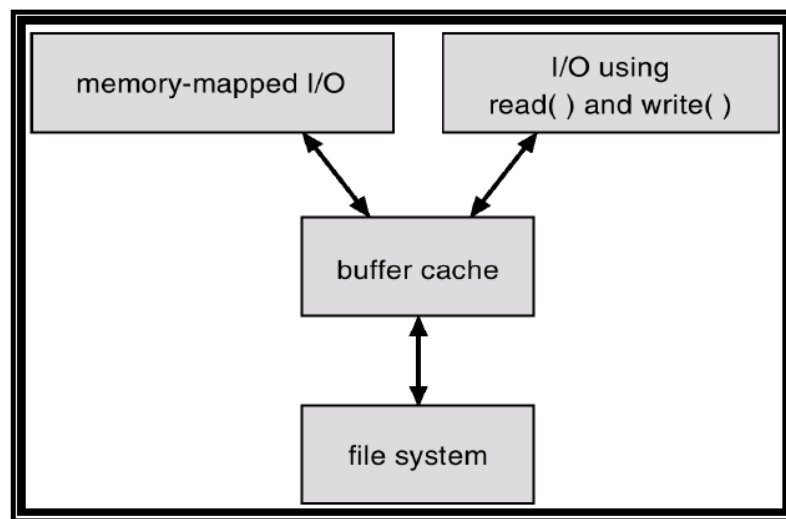 memory-mapped I/O
I/O using
read( ) and write( )
buffer cache
file system